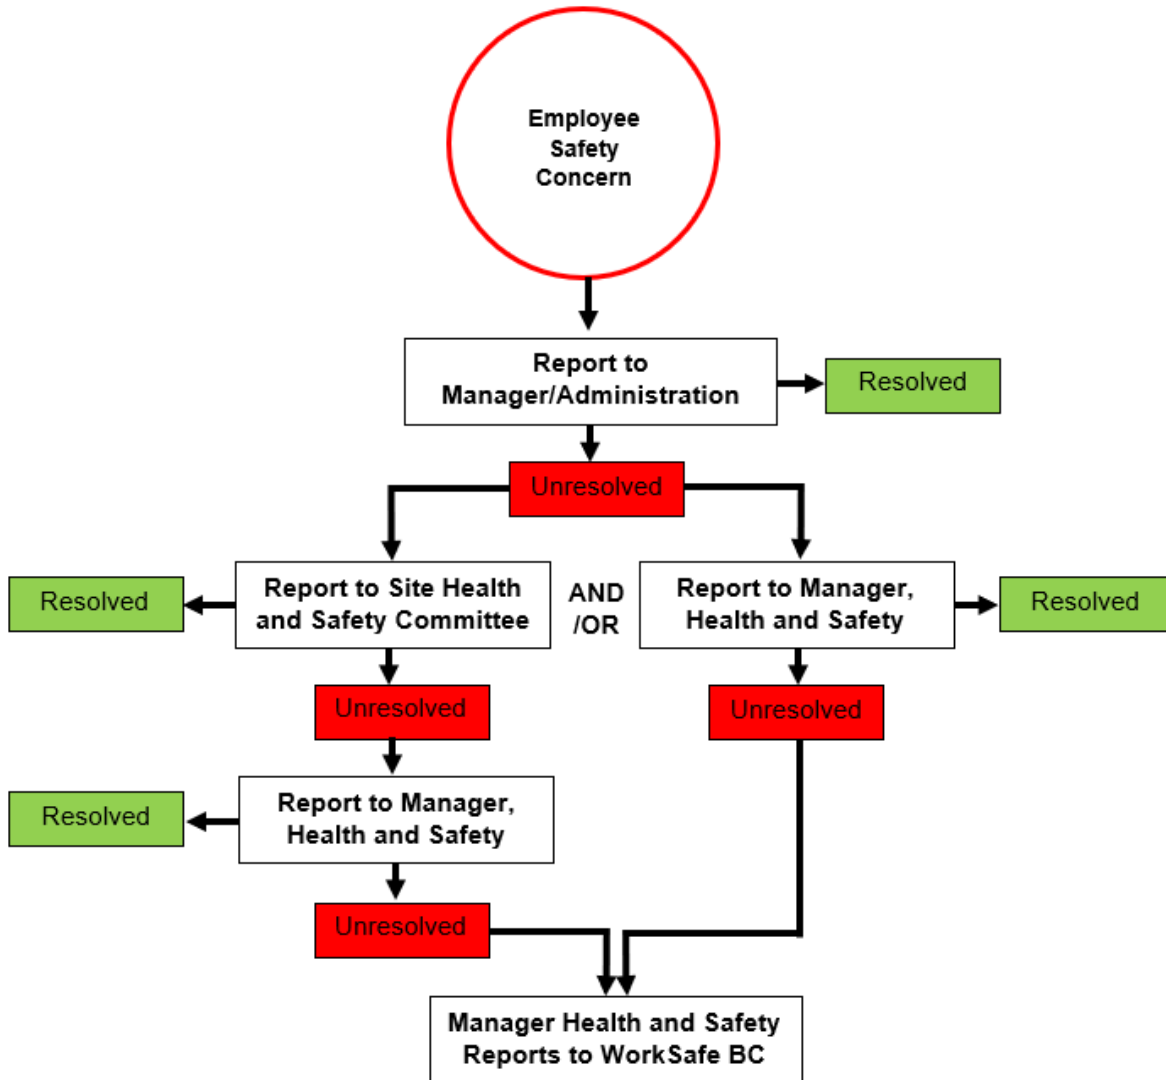 Employee
Safety
Concern
Report to
Manager/Administration
Resolved
Unresolved
Resolved
Report to Site Health
and Safety Committee
AND
/OR
Report to Manager,
Health and Safety
Resolved
Unresolved
Unresolved
Resolved
Report to Manager,
Health and Safety
Unresolved
Manager Health and Safety
Reports to WorkSafe BC